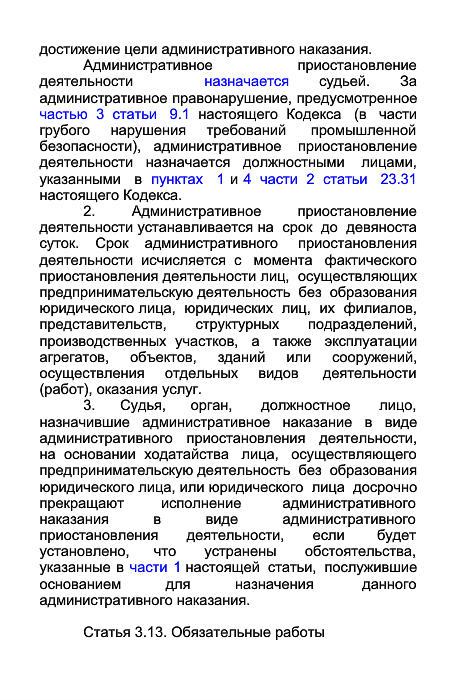 достижение цели административного наказания.
Административное приостановление
деятельности назначается судьей. За
административное правонарушение, предусмотренное
частью 3 статьи 9.1 настоящего Кодекса (в части
грубого нарушения требований промышленной
безопасности), административное приостановление
деятельности назначается должностными лицами,
указанными в пунктах 1 и 4 части 2 статьи 23.31
настоящего Кодекса.
2. Административное приостановление
деятельности устанавливается на срок до девяноста
суток. Срок административного приостановления
деятельности исчисляется с момента фактического
приостановления деятельности лиц, осуществляющих
предпринимательскую деятельность без образования
юридического лица, юридических лиц, их филиалов,
представительств, структурных подразделений,
производственных участков, а также эксплуатации
агрегатов, объектов, зданий или сооружений,
осуществления отдельных видов деятельности
(работ), оказания услуг.
3. Судья, орган, должностное лицо,
назначившие административное наказание в виде
административного приостановления деятельности,
на основании ходатайства лица, осуществляющего
предпринимательскую деятельность без образования
юридического лица, или юридического лица досрочно
прекращают исполнение административного
наказания в виде административного
приостановления деятельности, если будет
установлено, что устранены обстоятельства,
указанные в части 1 настоящей статьи, послужившие
основанием для назначения данного
административного наказания.
Статья 3.13. Обязательные работы